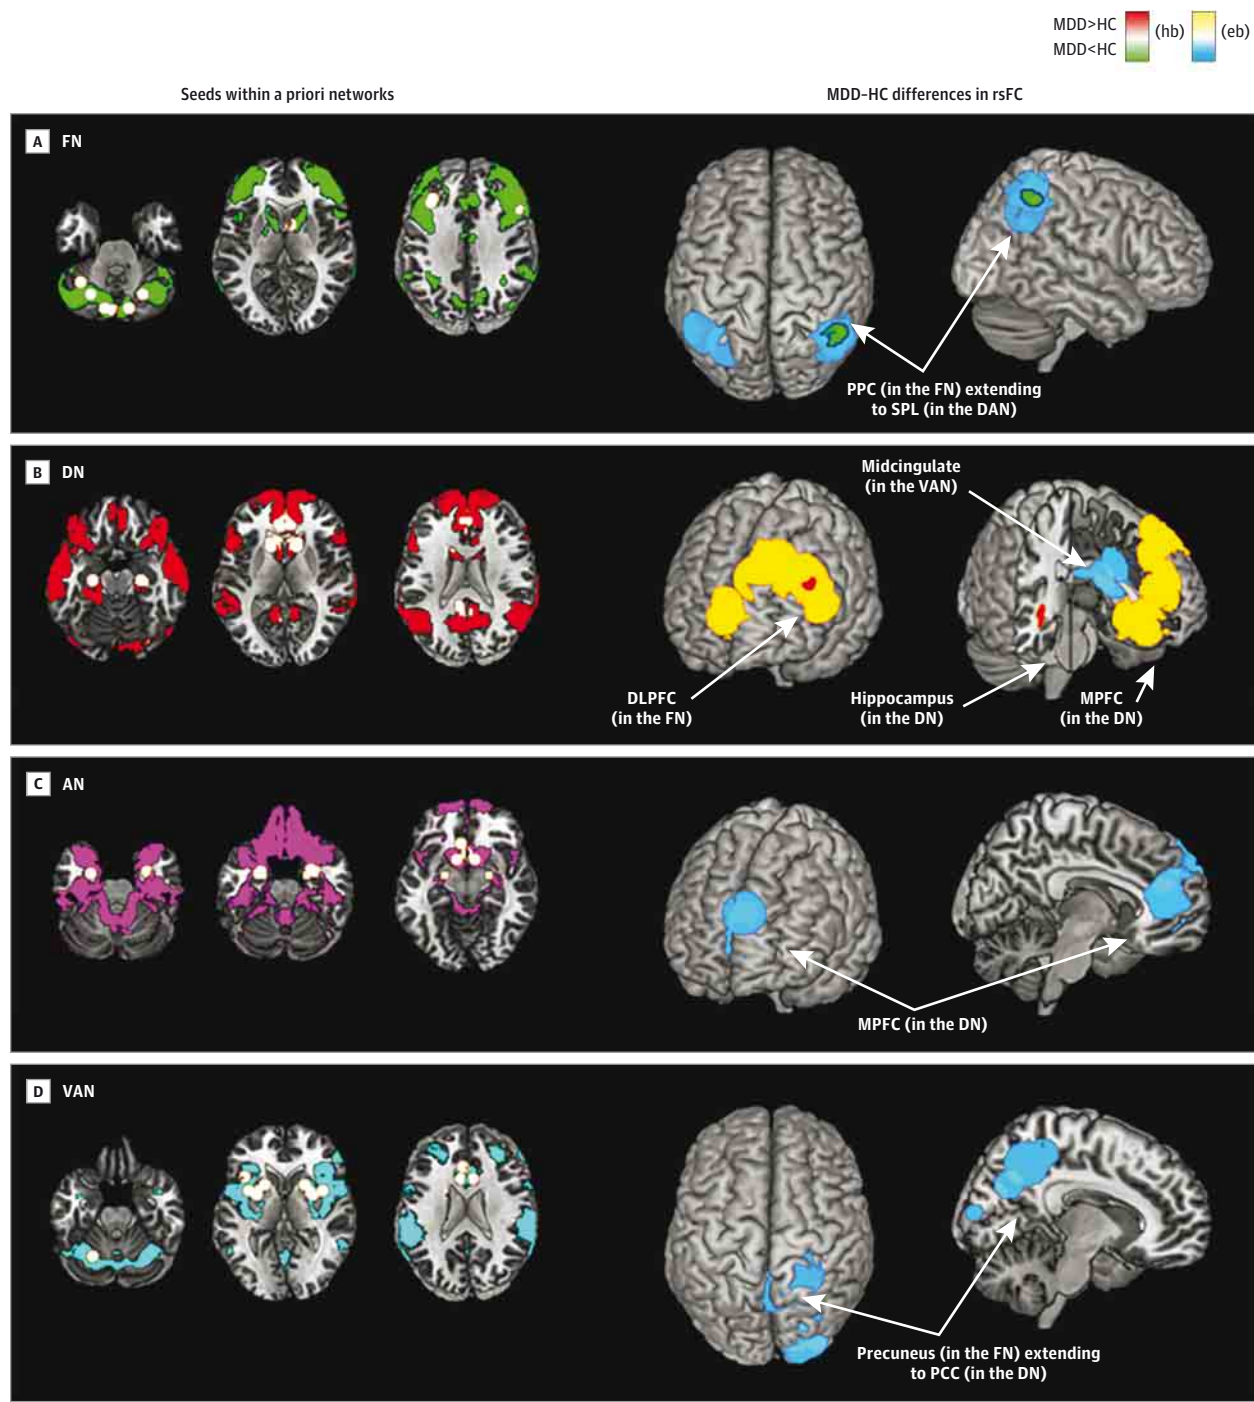 MDD>HC
(hb)
(eb)
MDD<HC
Seeds within a priori networks
MDD-HC differences in rsFC
A FN
PPC (in the FN) extending
to SPL (in the DAN)
B DN
Midcingulate
(in the VAN)
DLPFC
(in the FN)
Hippocampus
(in the DN)
MPFC
(in the DN)
C AN
MPFC (in the DN)
D VAN
Precuneus (in the FN) extending
to PCC (in the DN)